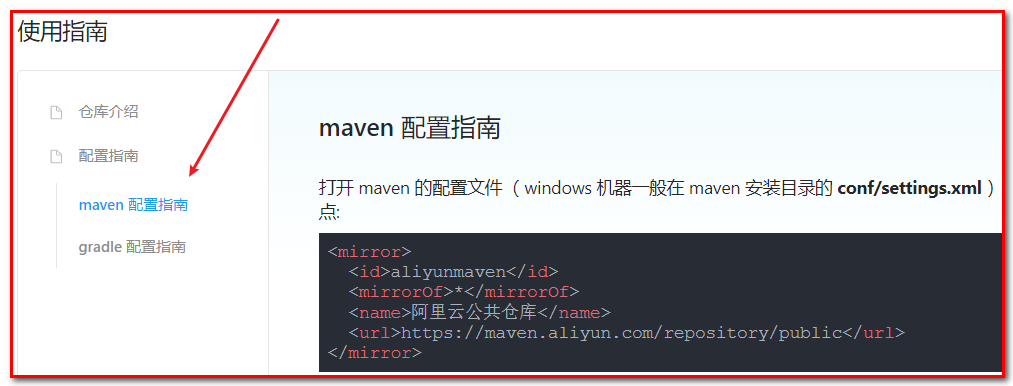 使用指南
仓库介绍
配置指南
maven 配置指南
gradle 配置指南
maven 配置指南
打开 maven 的配置文件（ windows 机器一般在 maven 安装目录的 conf/settings.xml ）
点:
<mirror>
  <id>aliyunmaven</id>
  <mirrorOf>*</mirrorOf>
  <name>阿里云公共仓库</name>
  <url>https://maven.aliyun.com/repository/public</url>
</mirror>